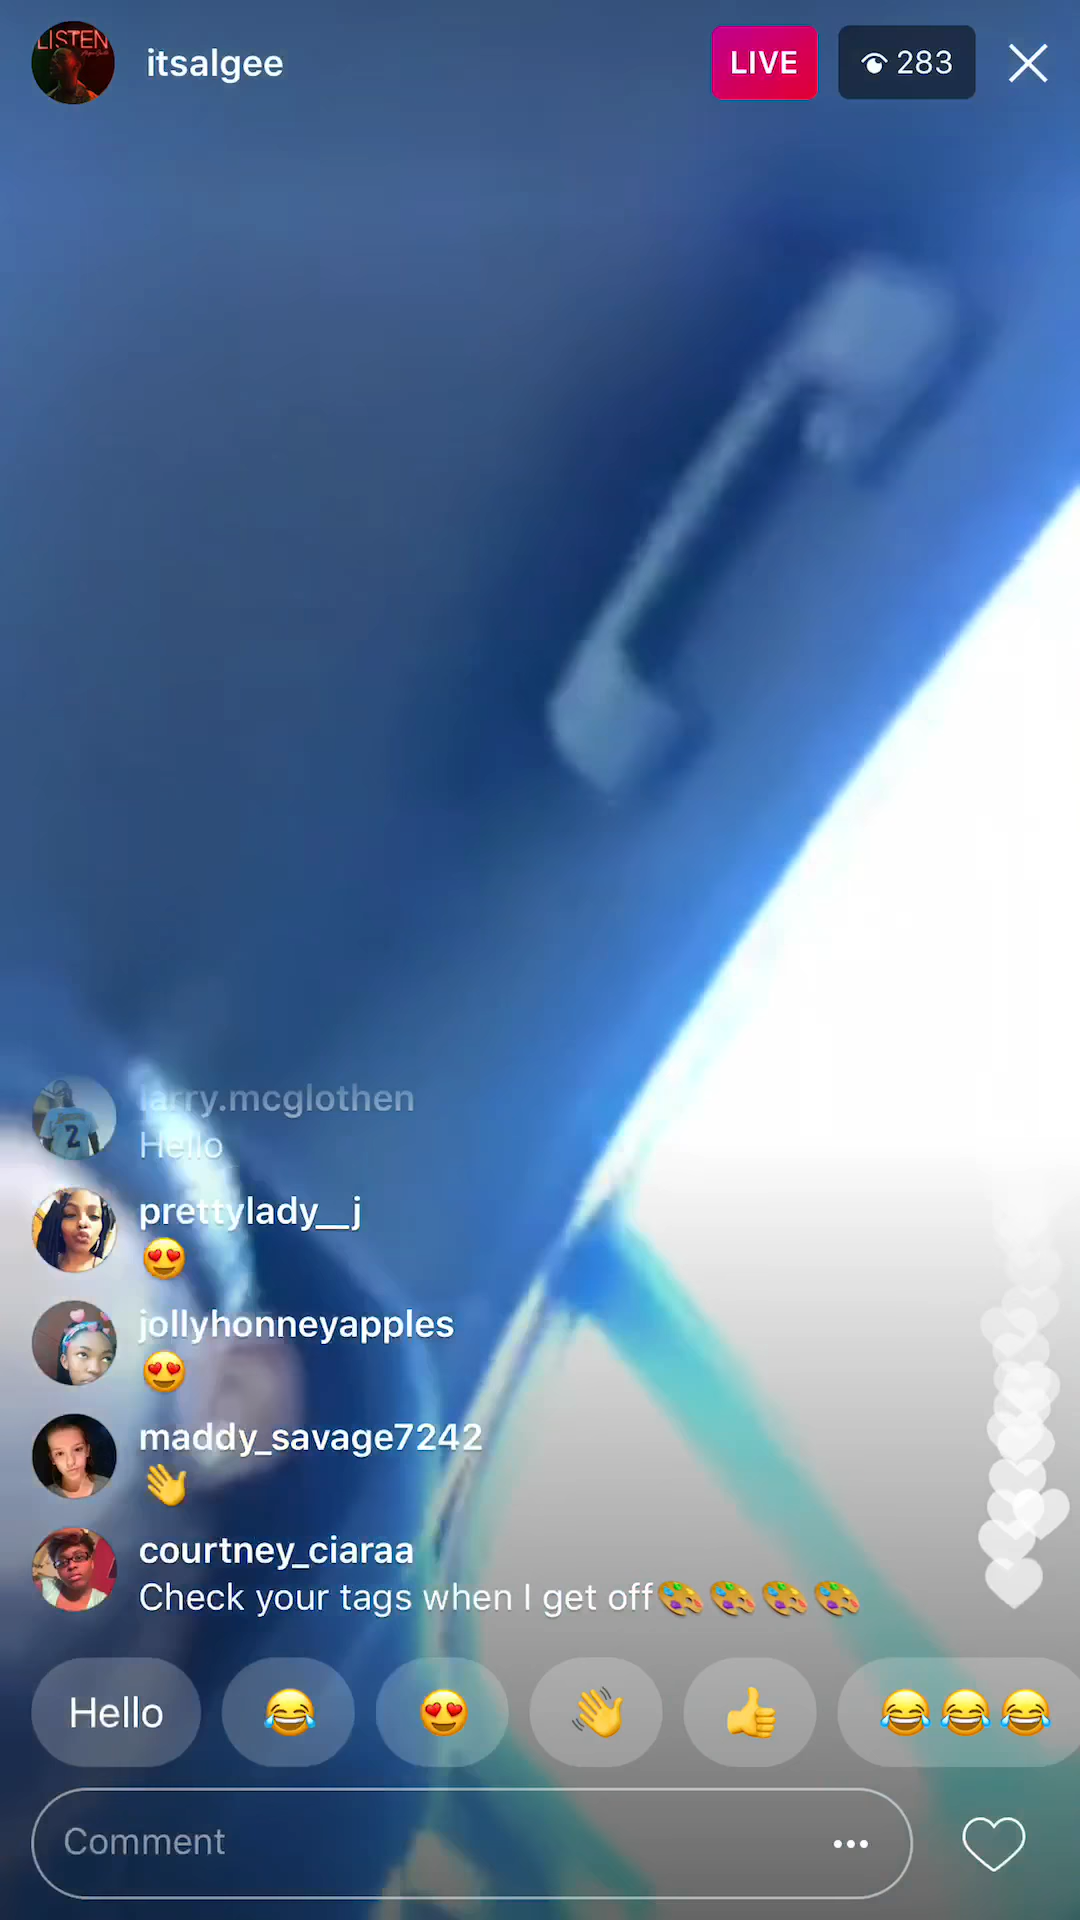 LISTEN
itsalgee
LIVE
283
larry.mcglothen
Hello
2
prettylady__j
😍
jollyhonneyapples
😍
maddy_savage7242
👋
courtney_ciaraa
Check your tags when I get off🎨🎨🎨🎨
Hello 😂 😍 👋 👍 😂😂😂
Comment